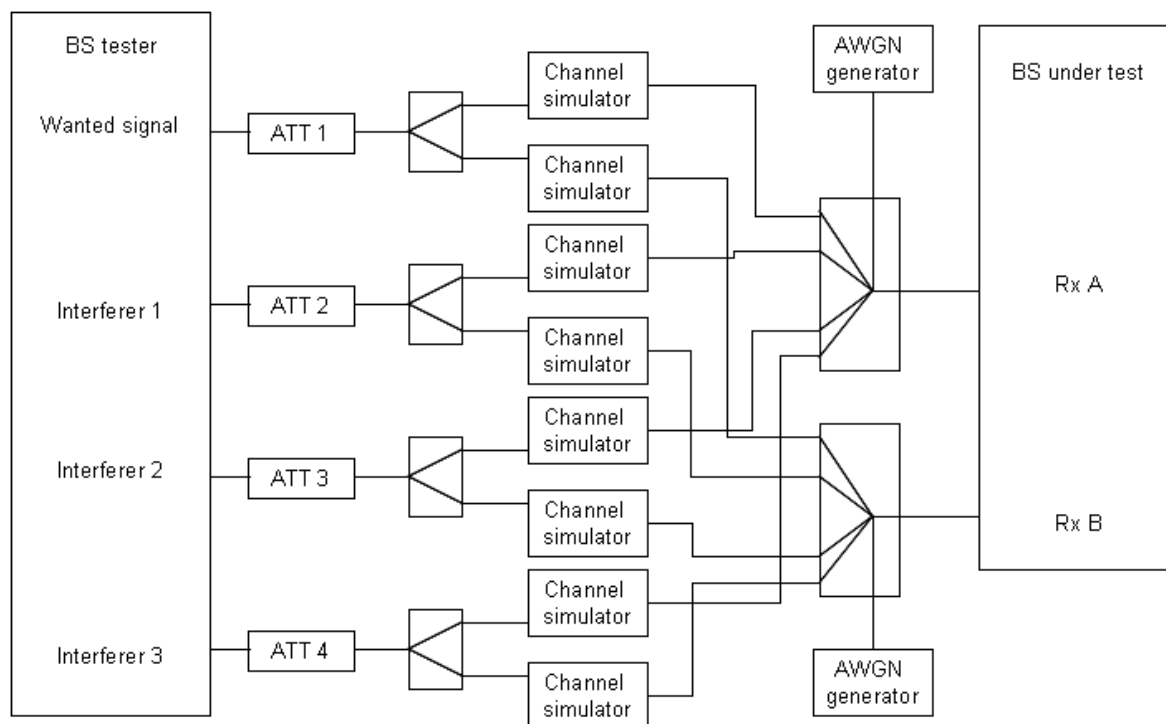 BS tester
Wanted signal
Interferer 1
Interferer 2
Interferer 3
ATT 1
ATT 2
ATT 3
ATT 4
Channel
simulator
Channel
simulator
Channel
simulator
Channel
simulator
Channel
simulator
Channel
simulator
Channel
simulator
Channel
simulator
AWGN
generator
AWGN
generator
BS under test
Rx A
Rx B